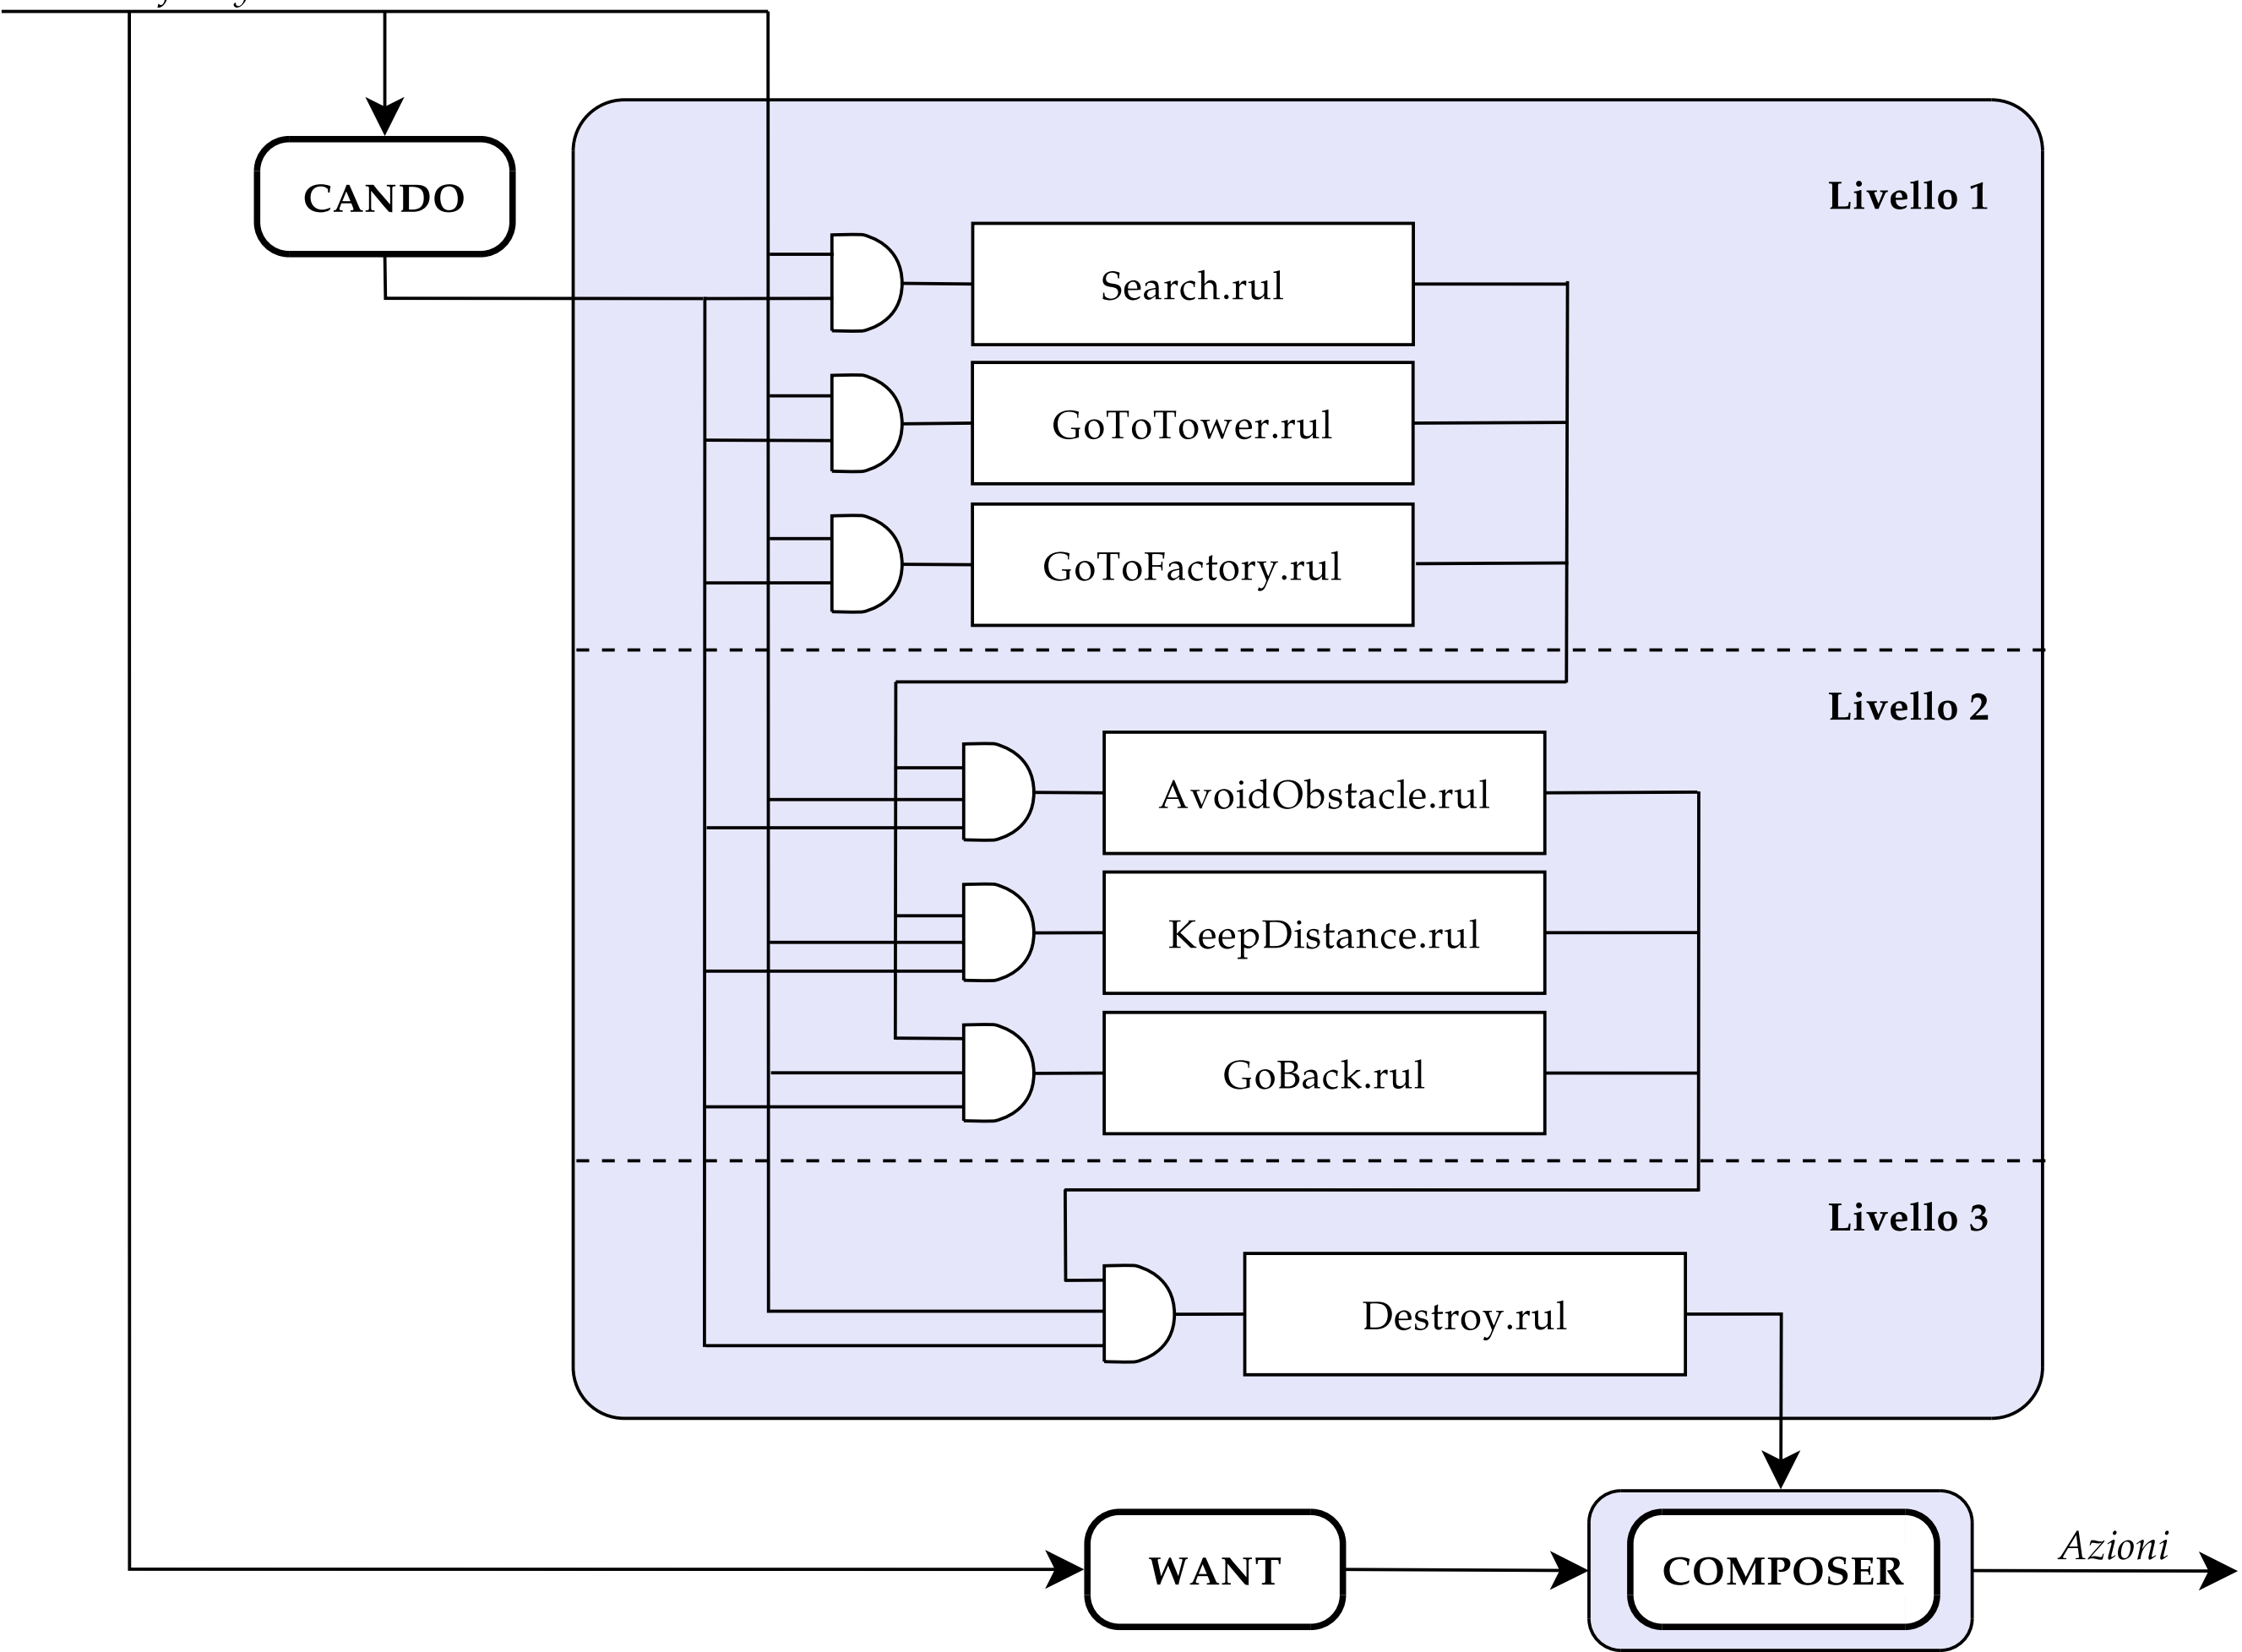 CANDO
Livello 1
Search.rul
GoToTower.rul
GoToFactory.rul
Livello 2
AvoidObstacle.rul
KeepDistance.rul
GoBack.rul
Livello 3
Destroy.rul
WANT
COMPOSER
Azioni